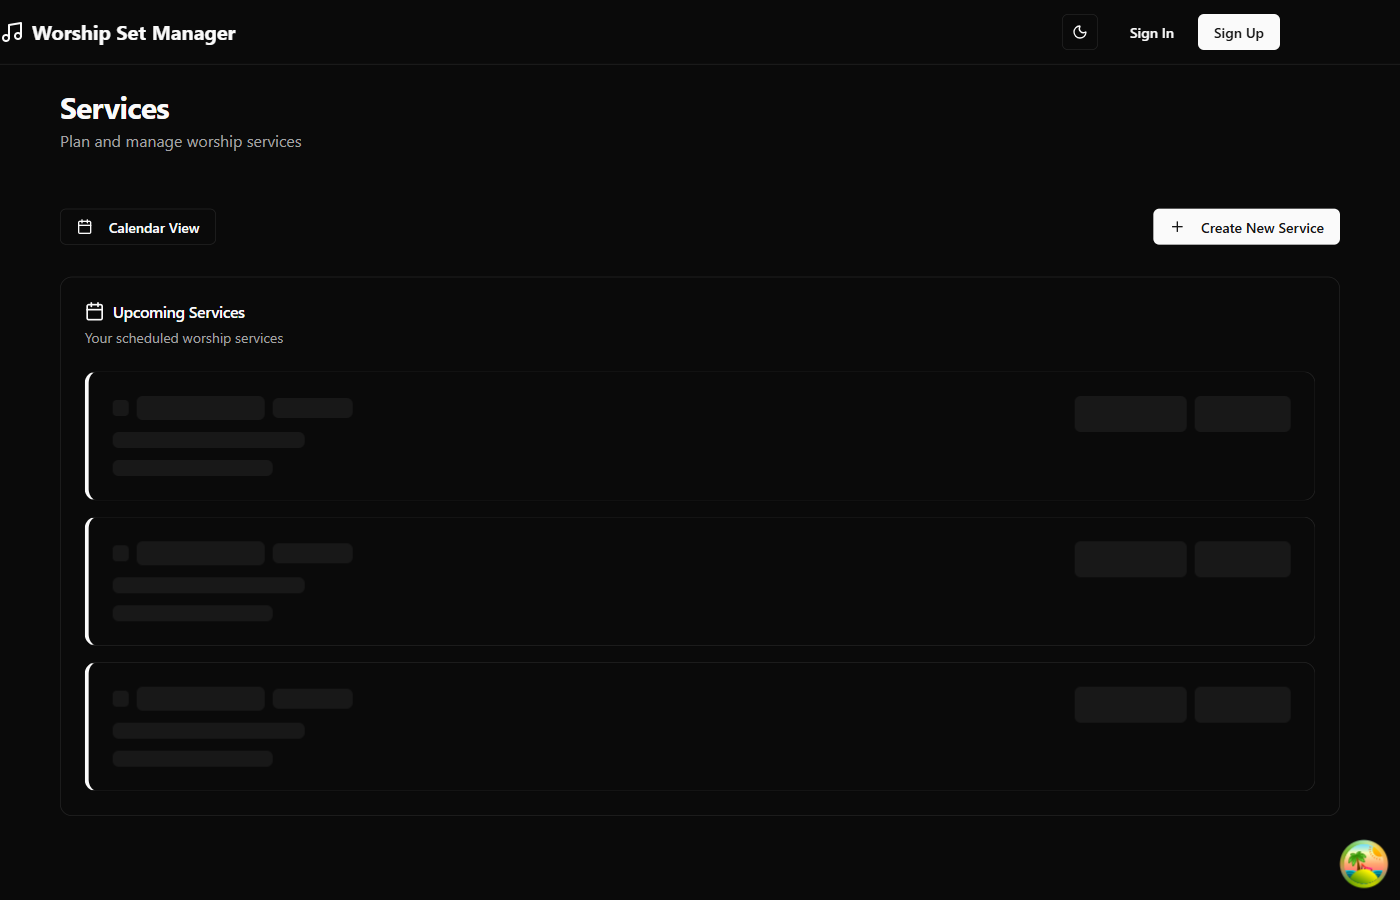 Worship Set Manager
Sign In
Sign Up
Services
Plan and manage worship services
Calendar View
Create New Service
Upcoming Services
Your scheduled worship services